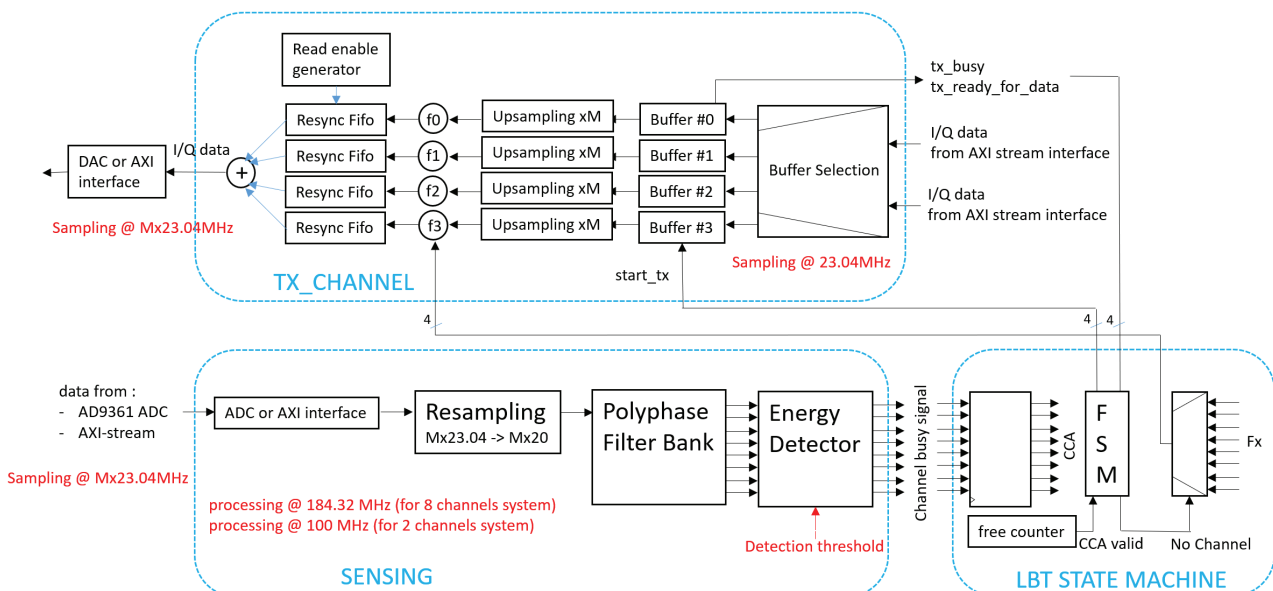 Read enable
generator
tx_busy
tx_ready_for_data
Resync Fifo
f0
Upsampling xM
Buffer #0
I/Q data
from AXI stream interface
DAC or AXI
interface
I/Q data
+
Resync Fifo
f1
Upsampling xM
Buffer #1
Buffer Selection
Resync Fifo
f2
Upsampling xM
Buffer #2
I/Q data
from AXI stream interface
Resync Fifo
f3
Upsampling xM
Buffer #3
Sampling @ Mx23.04MHz
Sampling @ 23.04MHz
TX_CHANNEL
start_tx
4
4
4
data from :
- AD9361 ADC
- AXI-stream
ADC or AXI interface
Resampling
Mx23.04 -> Mx20
Polyphase
Filter Bank
Energy
Detector
Channel busy signal
CCA
F
S
M
Fx
Sampling @ Mx23.04MHz
processing @ 184.32 MHz (for 8 channels system)
processing @ 100 MHz (for 2 channels system)
Detection threshold
free counter
CCA valid
No Channel
SENSING
LBT STATE MACHINE